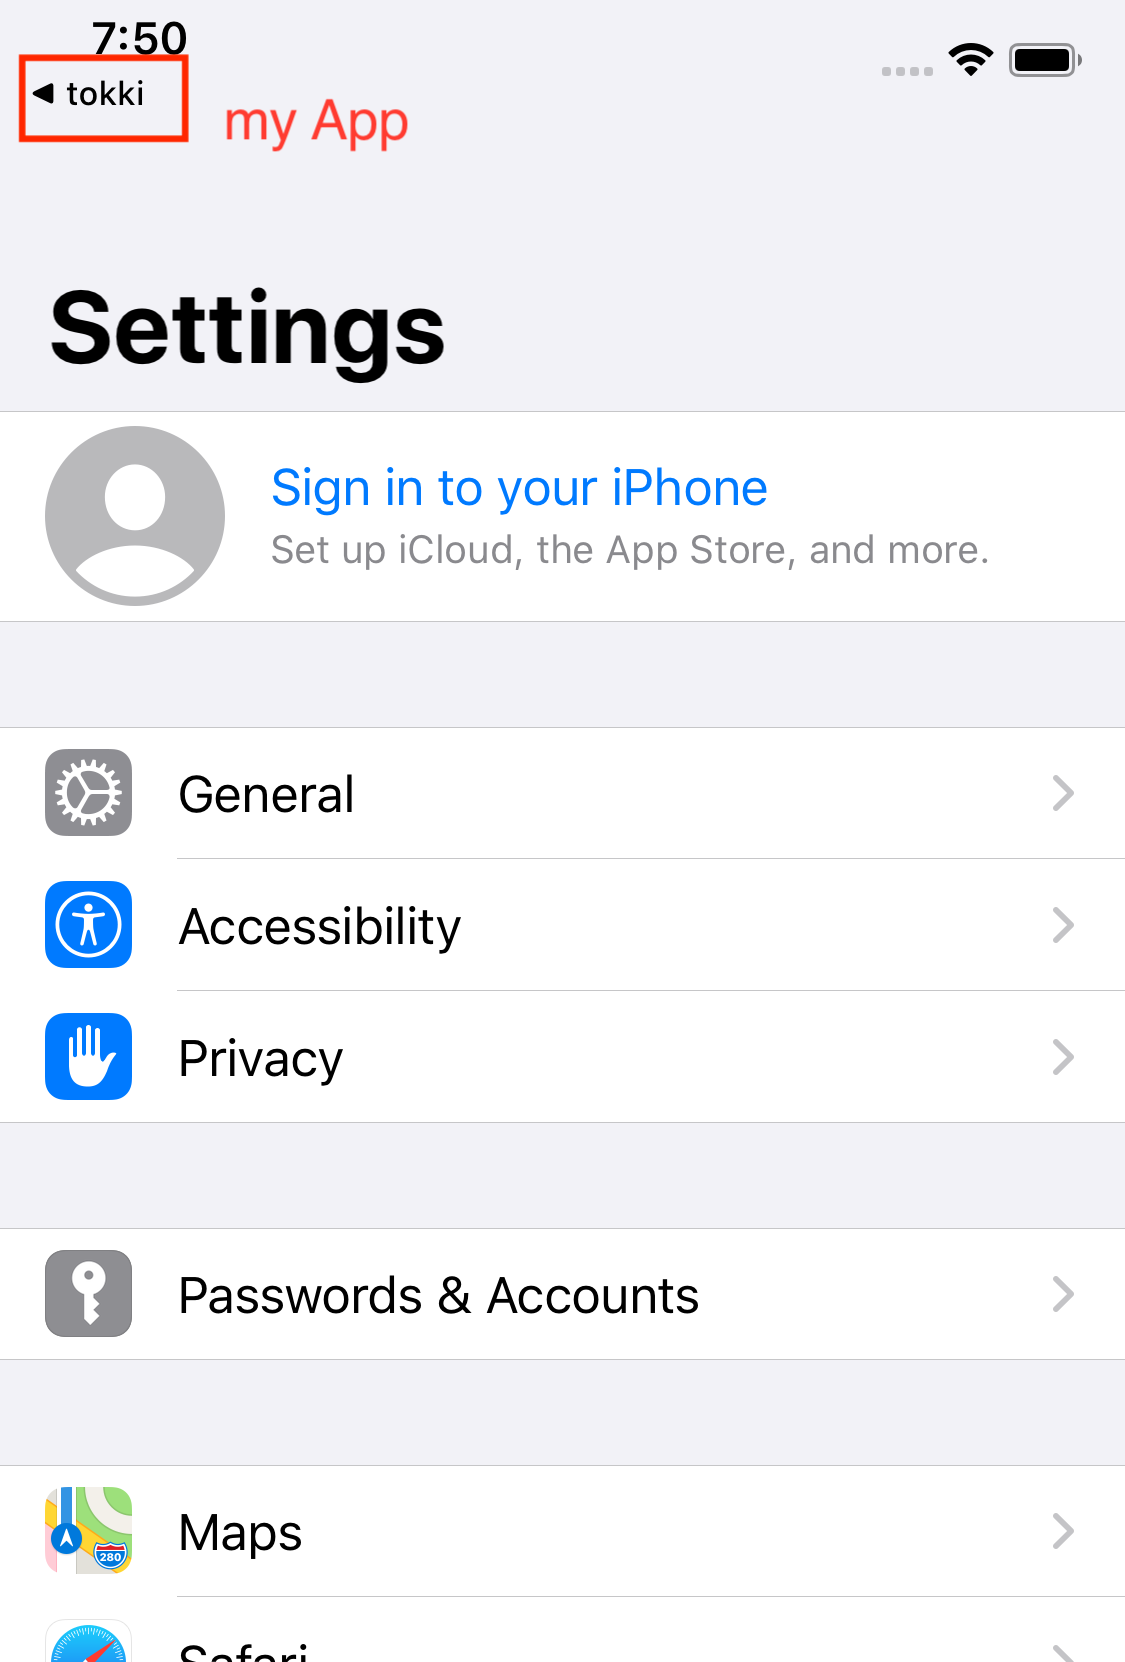 7:50
◀ tokki
my App
Settings
Sign in to your iPhone
Set up iCloud, the App Store, and more.
General
Accessibility
Privacy
Passwords & Accounts
280
Maps
Safari